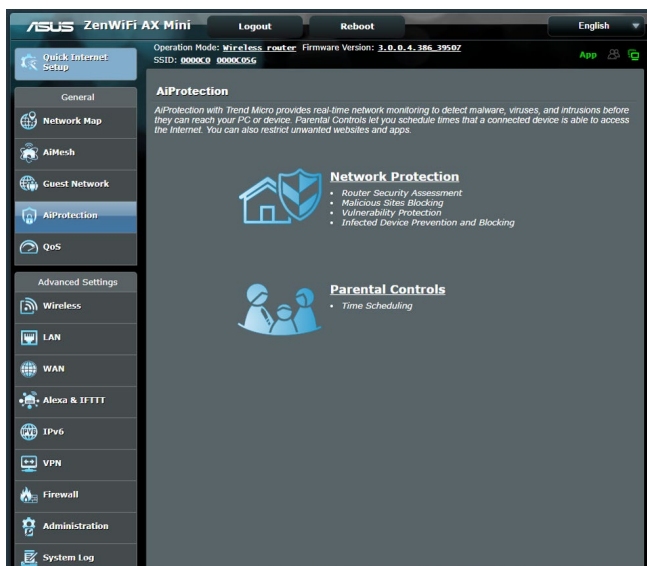 ASUS ZenWiFi AX Mini Logout Reboot English
Operation Mode: Wireless router Firmware Version: 3.0.0.4.386_39507
SSID: 0000C0 0000C05G
App
Quick Internet
Setup
General
Network Map
AiMesh
Guest Network
AiProtection
QoS
Advanced Settings
Wireless
LAN
WAN
Alexa & IFTTT
IPv6
VPN
Firewall
Administration
System Log
AiProtection
AiProtection with Trend Micro provides real-time network monitoring to detect malware, viruses, and intrusions before
they can reach your PC or device. Parental Controls let you schedule times that a connected device is able to access
the Internet. You can also restrict unwanted websites and apps.
Network Protection
• Router Security Assessment
• Malicious Sites Blocking
• Vulnerability Protection
• Infected Device Prevention and Blocking
Parental Controls
• Time Scheduling